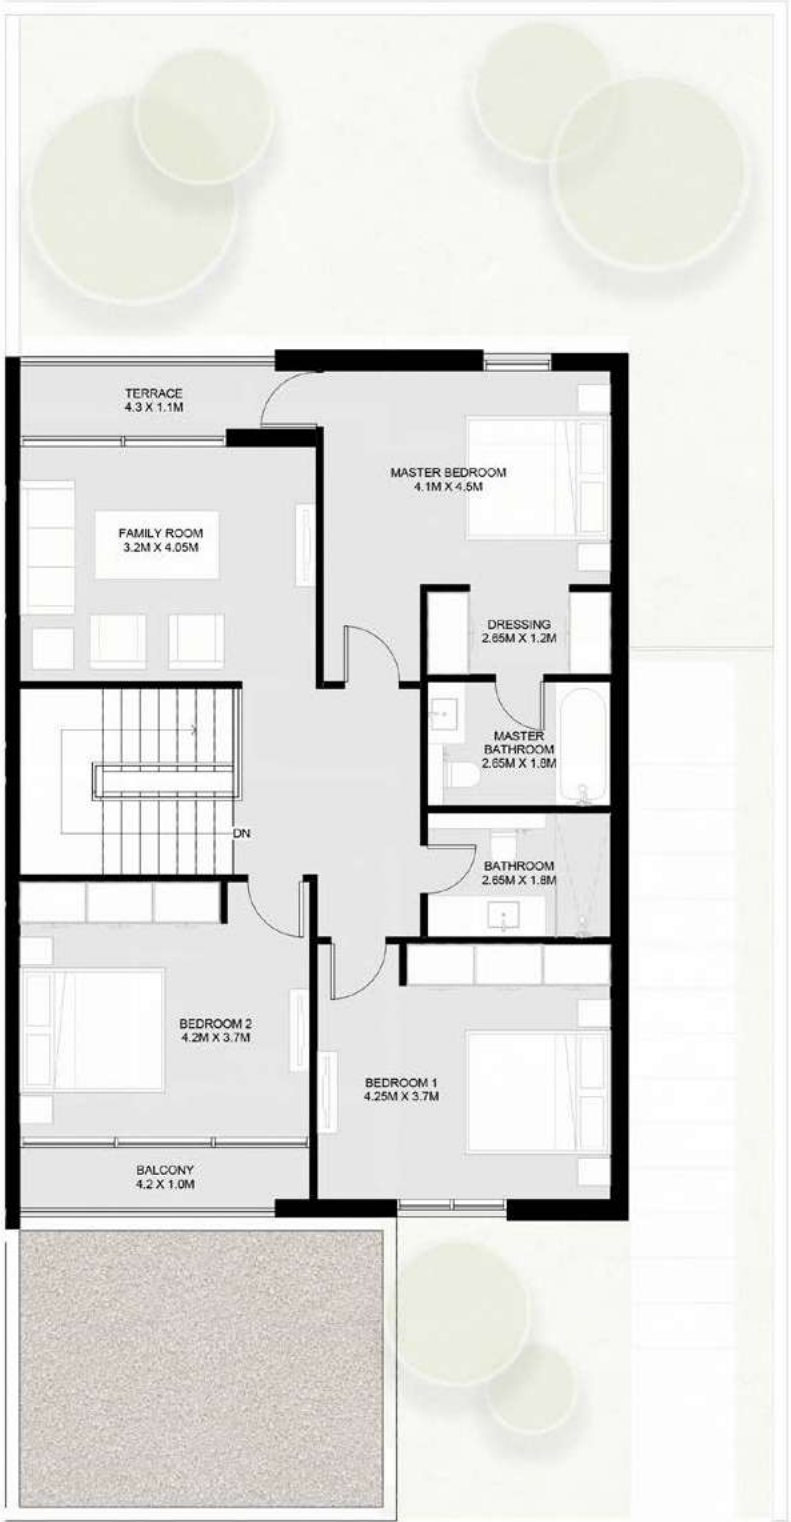 TERRACE
4.3 X 1.1M
MASTER BEDROOM
4.1M X 4.5M
FAMILY ROOM
3.2M X 4.05M
DRESSING
2.65M X 1.2M
MASTER
BATHROOM
2.65M X 1.8M
DN
BATHROOM
2.65M X 1.8M
BEDROOM 2
4.2M X 3.7M
BEDROOM 1
4.25M X 3.7M
BALCONY
4.2 X 1.0M